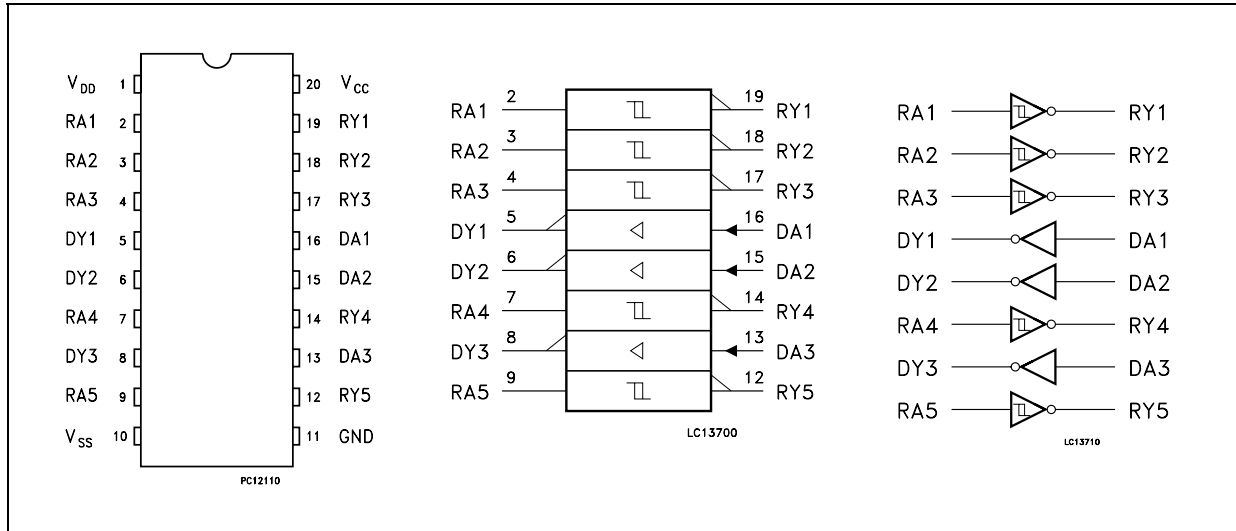 V_DD 1 20 V_CC
RA1 2 19 RY1
RA2 3 18 RY2
RA3 4 17 RY3
DY1 5 16 DA1
DY2 6 15 DA2
RA4 7 14 RY4
DY3 8 13 DA3
RA5 9 12 RY5
V_SS 10 11 GND
PC12110
RA1 2 19 RY1
RA2 3 18 RY2
RA3 4 17 RY3
DY1 5 16 DA1
DY2 6 15 DA2
RA4 7 14 RY4
DY3 8 13 DA3
RA5 9 12 RY5
LC13700
RA1 RY1
RA2 RY2
RA3 RY3
DY1 DA1
DY2 DA2
RA4 RY4
DY3 DA3
RA5 RY5
LC13710